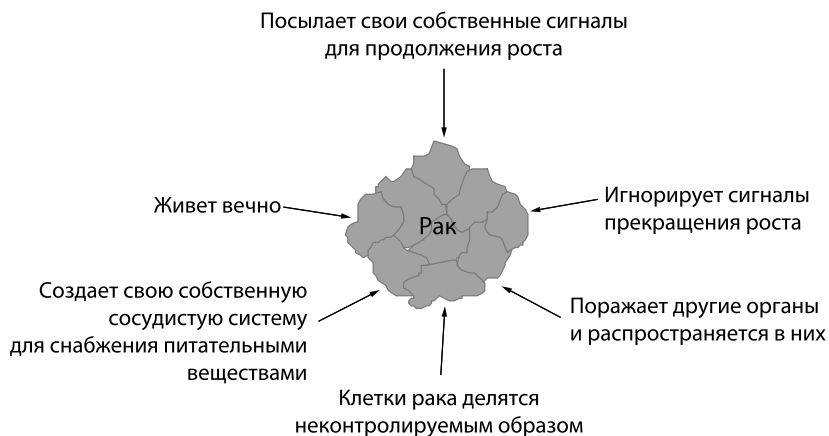 Посылает свои собственные сигналы
для продолжения роста
Живет вечно
Рак
Игнорирует сигналы
прекращения роста
Создает свою собственную
сосудистую систему
для снабжения питательными
веществами
Поражает другие органы
и распространяется в них
Клетки рака делятся
неконтролируемым образом